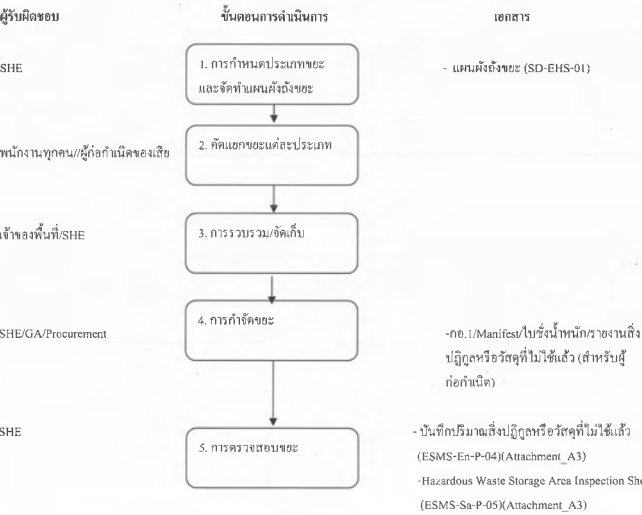 ผู้รับผิดชอบ
ขั้นตอนการดำเนินการ
เอกสาร
SHE
1. การกำหนดประเภทขยะ
และจัดทำแผนผังถังขยะ
- แผนผังถังขยะ (SD-EHS-01)
พนักงานทุกคน//ผู้ก่อกำเนิดของเสีย
2. คัดแยกขยะแต่ละประเภท
เจ้าของพื้นที่/SHE
3. การรวบรวม/จัดเก็บ
SHE/GA/Procurement
4. การกำจัดขยะ
-กอ.1/Manifest/ใบชั่งน้ำหนัก/รายงานสิ่ง
ปฏิกูลหรือวัสดุที่ไม่ใช้แล้ว (สำหรับผู้
ก่อกำเนิด)
SHE
5. การตรวจสอบขยะ
- บันทึกปริมาณสิ่งปฏิกูลหรือวัสดุที่ไม่ใช้แล้ว
(ESMS-En-P-04)(Attachment_A3)
-Hazardous Waste Storage Area Inspection She
(ESMS-Sa-P-05)(Attachment_A3)